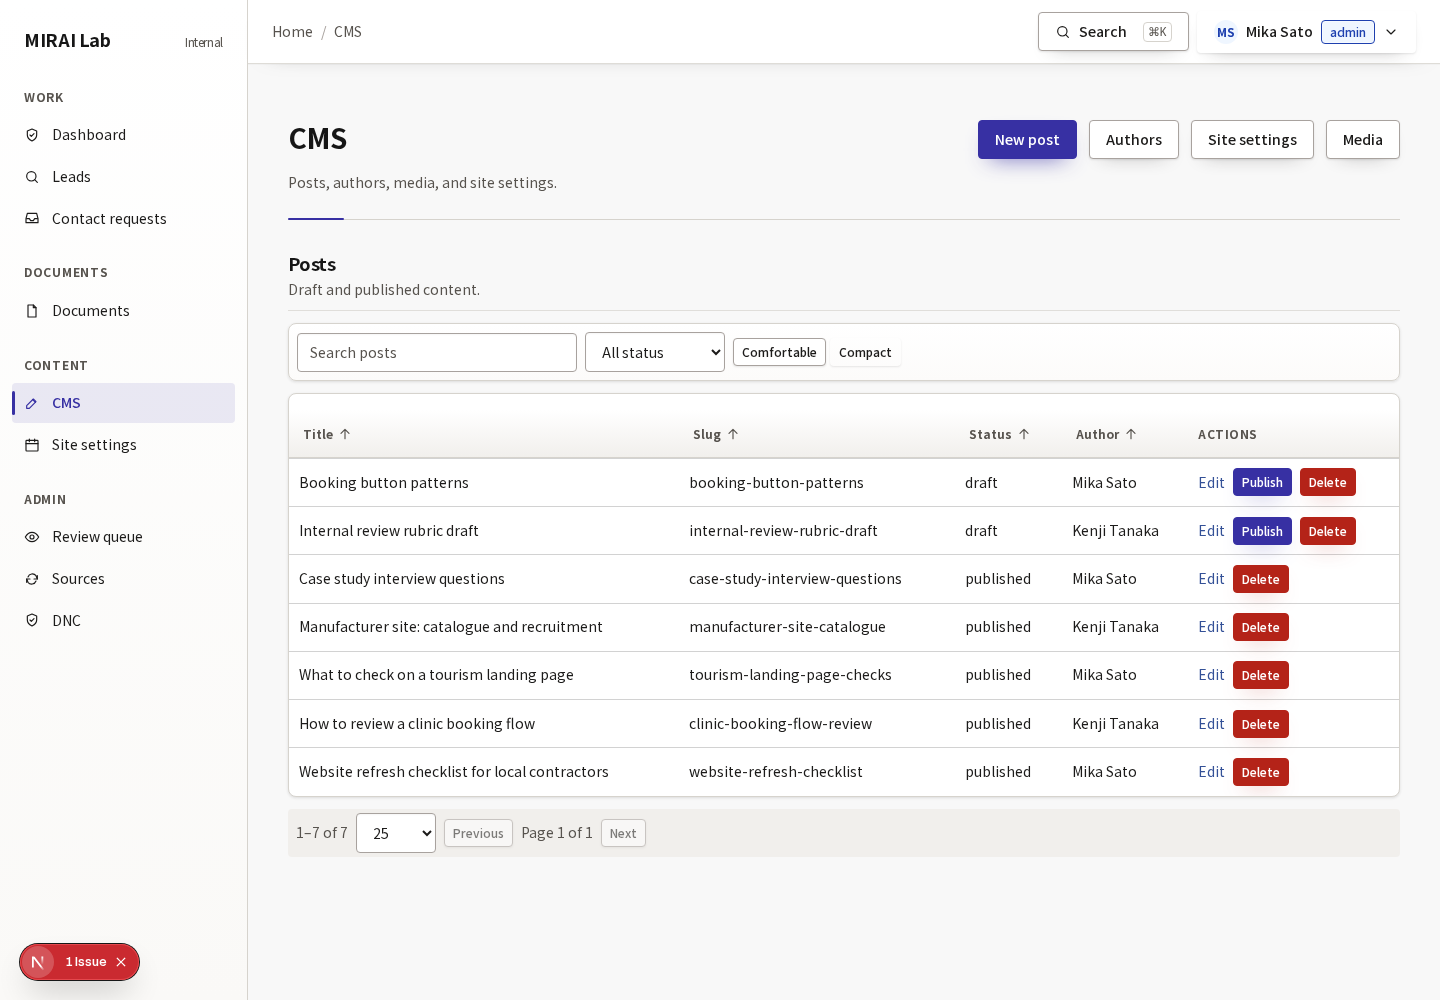 MIRAI Lab
Internal
WORK
Dashboard
Leads
Contact requests
DOCUMENTS
Documents
CONTENT
CMS
Site settings
ADMIN
Review queue
Sources
DNC
1 Issue
Home / CMS
Search ⌘K
MS Mika Sato admin
CMS
New post Authors Site settings Media
Posts, authors, media, and site settings.
Posts
Draft and published content.
Search posts All status Comfortable Compact
Title ↑ Slug ↑ Status ↑ Author ↑ ACTIONS
Booking button patterns booking-button-patterns draft Mika Sato Edit Publish Delete
Internal review rubric draft internal-review-rubric-draft draft Kenji Tanaka Edit Publish Delete
Case study interview questions case-study-interview-questions published Mika Sato Edit Delete
Manufacturer site: catalogue and recruitment manufacturer-site-catalogue published Kenji Tanaka Edit Delete
What to check on a tourism landing page tourism-landing-page-checks published Mika Sato Edit Delete
How to review a clinic booking flow clinic-booking-flow-review published Kenji Tanaka Edit Delete
Website refresh checklist for local contractors website-refresh-checklist published Mika Sato Edit Delete
1–7 of 7 25 Previous Page 1 of 1 Next